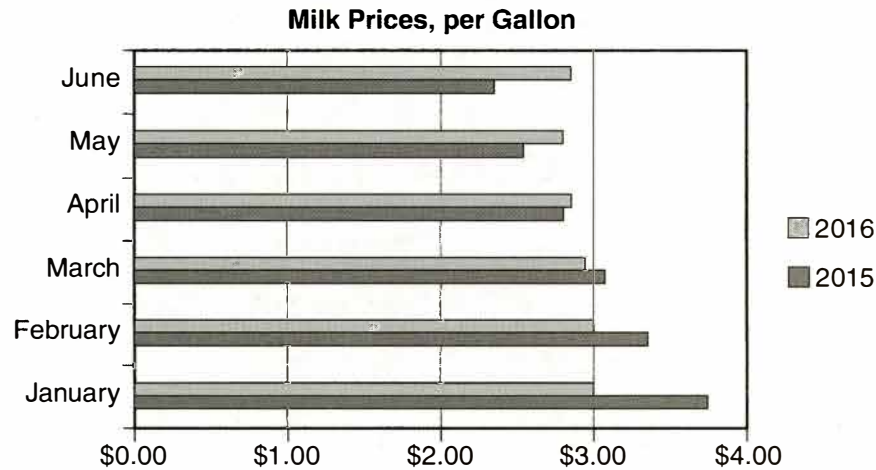 Milk Prices, per Gallon
June
May
April
March
February
January
$0.00 $1.00 $2.00 $3.00 $4.00
2016
2015